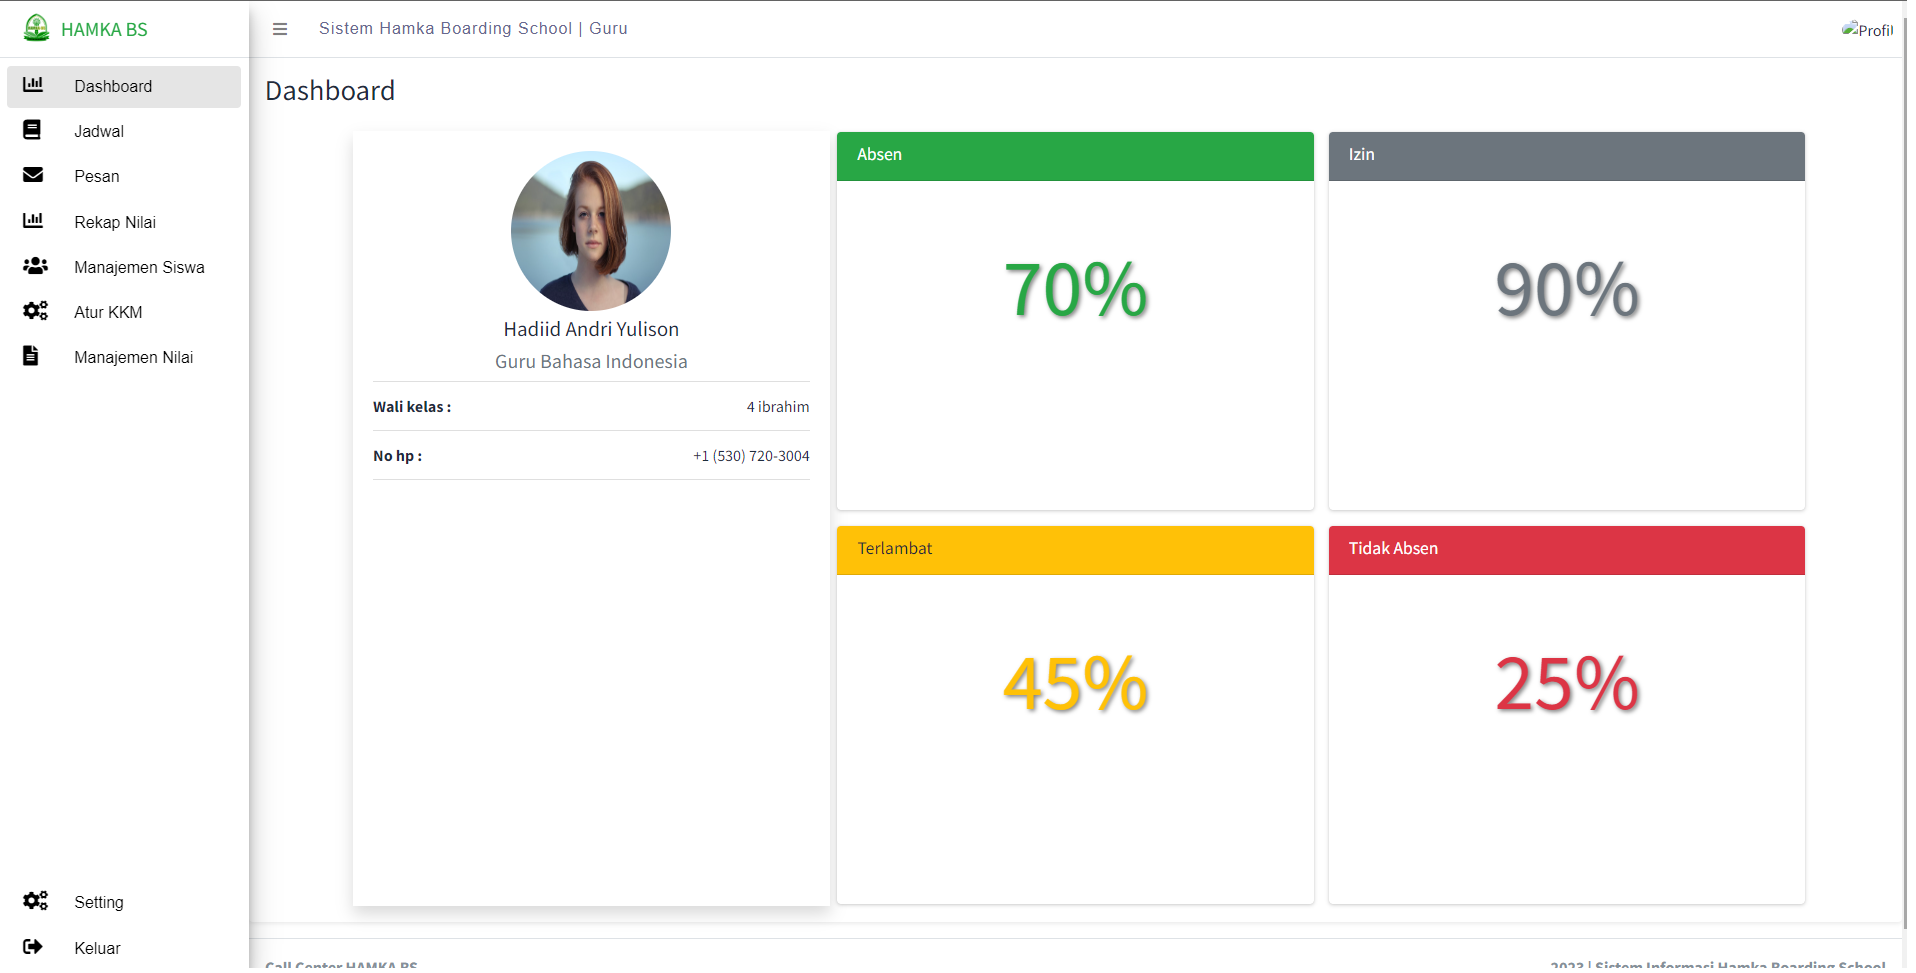 HAMKA BS
Sistem Hamka Boarding School | Guru
Profil
Dashboard
Jadwal
Pesan
Rekap Nilai
Manajemen Siswa
Atur KKM
Manajemen Nilai
Setting
Keluar
Dashboard
Hadiid Andri Yulison
Guru Bahasa Indonesia
Wali kelas : 4 ibrahim
No hp : +1 (530) 720-3004
Absen
70%
Izin
90%
Terlambat
45%
Tidak Absen
25%
Call Center HAMKA BS
2023 | Sistem Informasi Hamka Boarding School